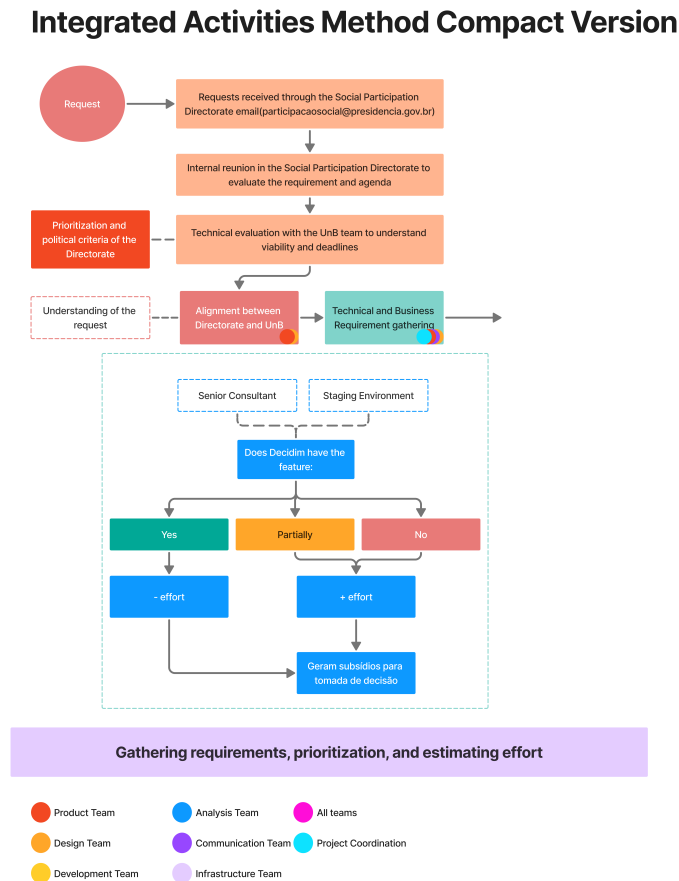 Integrated Activities Method Compact Version
Request
Requests received through the Social Participation
Directorate email(participacaosocial@presidencia.gov.br)
Internal reunion in the Social Participation Directorate to
evaluate the requirement and agenda
Prioritization and
political criteria of the
Directorate
Technical evaluation with the UnB team to understand
viability and deadlines
Understanding of the
request
Alignment between
Directorate and UnB
Technical and Business
Requirement gathering
Senior Consultant
Staging Environment
Does Decidim have the
feature:
Yes
Partially
No
- effort
+ effort
Geram subsídios para
tomada de decisão
Gathering requirements, prioritization, and estimating effort
Product Team
Analysis Team
All teams
Design Team
Communication Team
Project Coordination
Development Team
Infrastructure Team